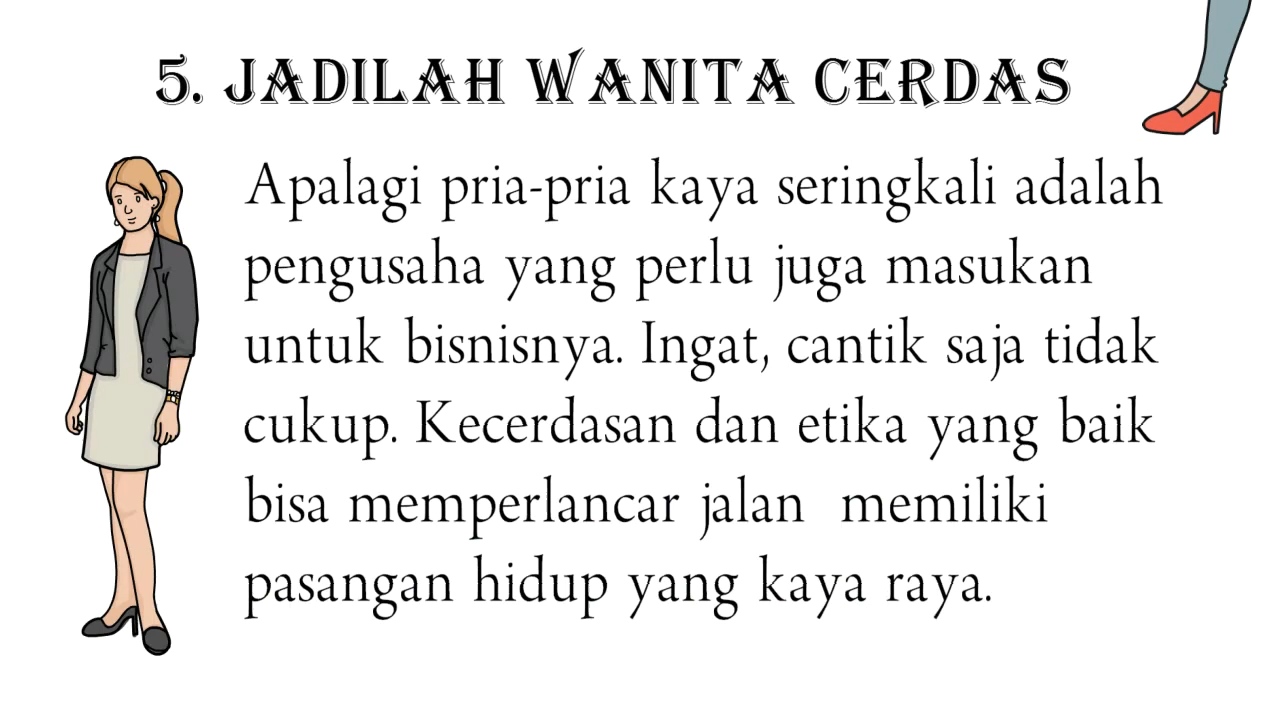 5. JADILAH WANITA CERDAS
Apalagi pria-pria kaya seringkali adalah
pengusaha yang perlu juga masukan
untuk bisnisnya. Ingat, cantik saja tidak
cukup. Kecerdasan dan etika yang baik
bisa memperlancar jalan  memiliki
pasangan hidup yang kaya raya.